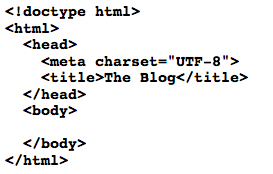 <!doctype html>
<html>
  <head>
    <meta charset="UTF-8">
    <title>The Blog</title>
  </head>
  <body>

  </body>
</html>